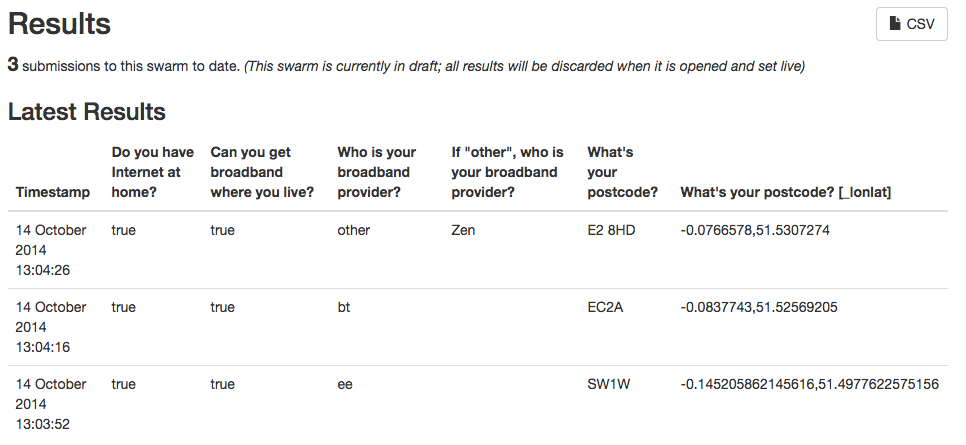 Results
CSV
3 submissions to this swarm to date. (This swarm is currently in draft; all results will be discarded when it is opened and set live)
Latest Results
Timestamp Do you have Internet at home? Can you get broadband where you live? Who is your broadband provider? If "other", who is your broadband provider? What's your postcode? What's your postcode? [_lonlat]
14 October 2014 13:04:26 true true other Zen E2 8HD -0.0766578,51.5307274
14 October 2014 13:04:16 true true bt EC2A -0.0837743,51.52569205
14 October 2014 13:03:52 true true ee SW1W -0.145205862145616,51.4977622575156